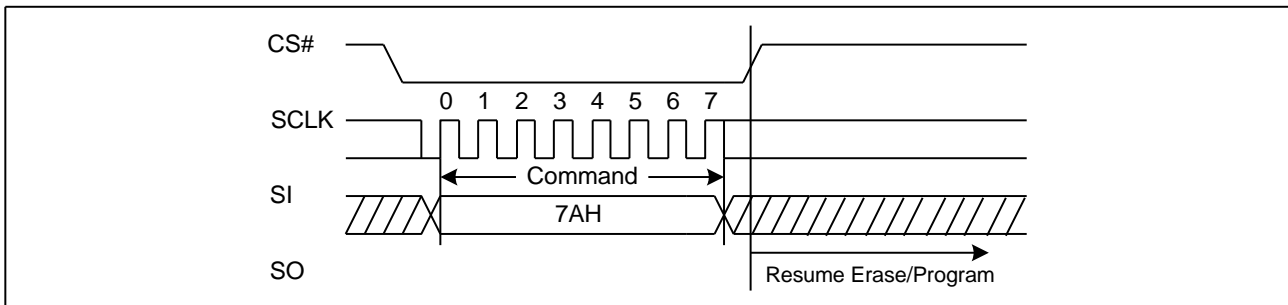 CS#
0 1 2 3 4 5 6 7
SCLK
Command
SI
7AH
SO
Resume Erase/Program